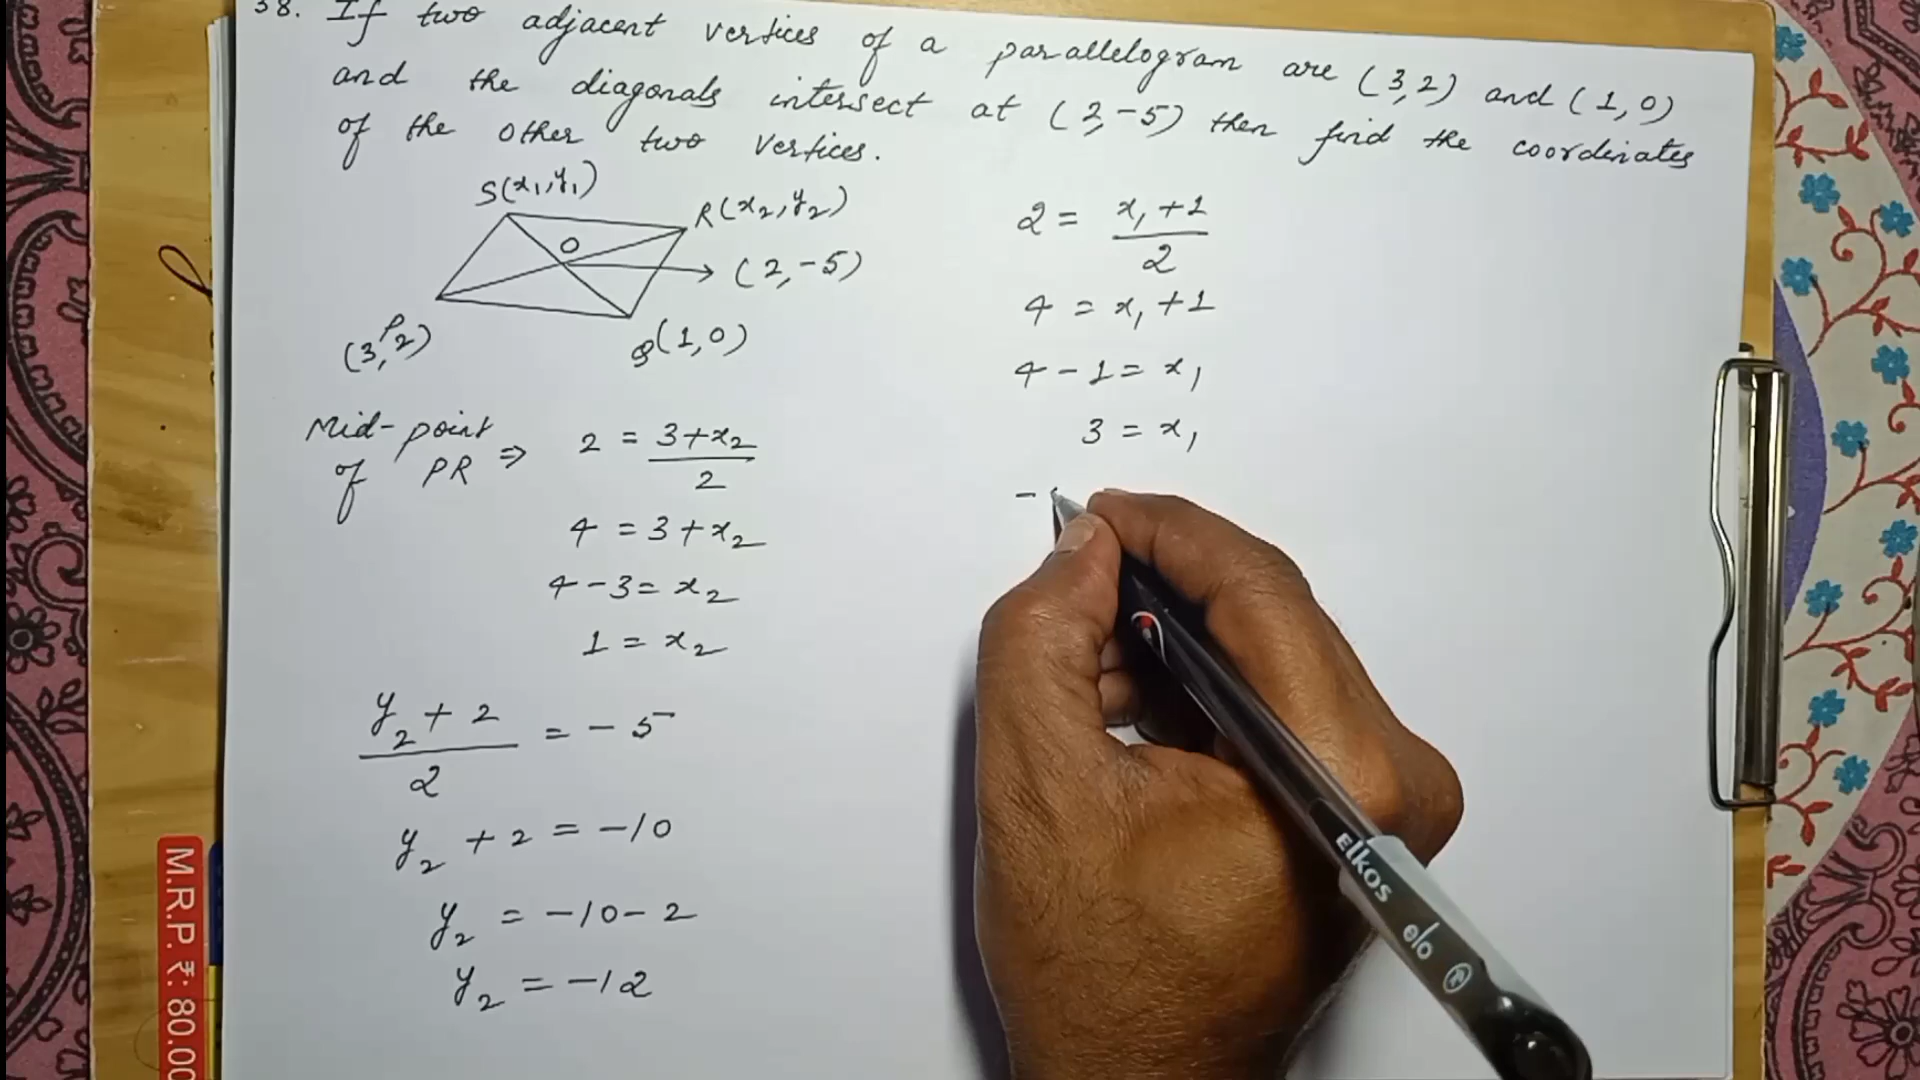 38. If two adjacent vertices of a parallelogram are (3,2) and (1,0)
and the diagonals intersect at (2,-5) then find the coordinates
of the other two vertices.
S(x₁,y₁)
R(x₂,y₂)
O
(2,-5)
P
(3,2)
Q(1,0)
Mid-point
of PR ⇒ 2 = (3+x₂)/2
4 = 3+x₂
4-3 = x₂
1 = x₂
(y₂+2)/2 = -5
y₂+2 = -10
y₂ = -10-2
y₂ = -12
2 = (x₁+1)/2
4 = x₁+1
4-1 = x₁
3 = x₁
-
Elkos elo ®
M.R.P. ₹: 80.00